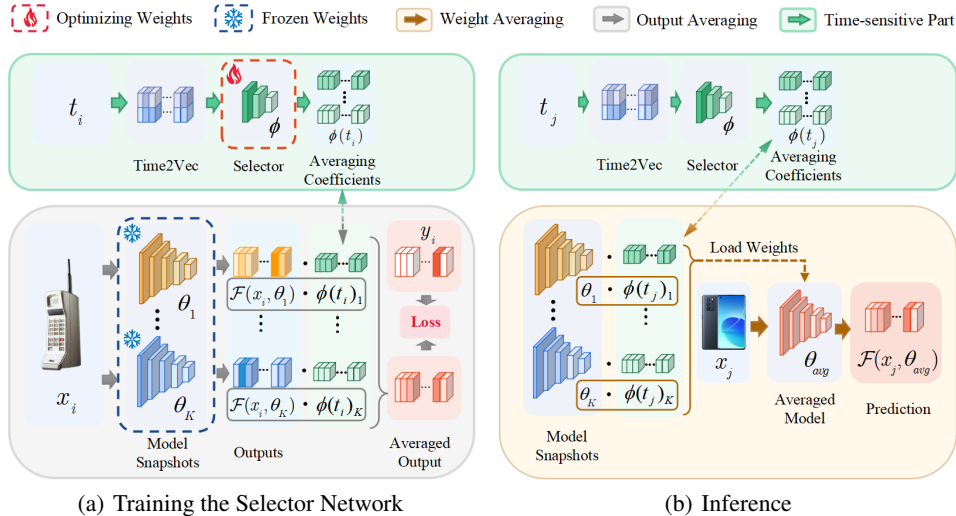 Optimizing Weights Frozen Weights Weight Averaging Output Averaging Time-sensitive Part
t_i
ϕ
ϕ(t_i)
Time2Vec Selector Averaging
Coefficients
x_i
θ_1
θ_K
F(x_i, θ_1) · ϕ(t_i)_1
F(x_i, θ_K) · ϕ(t_i)_K
y_i
Loss
Model
Snapshots
Outputs
Averaged
Output
(a) Training the Selector Network
t_j
ϕ
ϕ(t_j)
Time2Vec Selector Averaging
Coefficients
Load Weights
θ_1 · ϕ(t_j)_1
θ_K · ϕ(t_j)_K
x_j
θ_avg
F(x_j, θ_avg)
Model
Snapshots
Averaged
Model
Prediction
(b) Inference